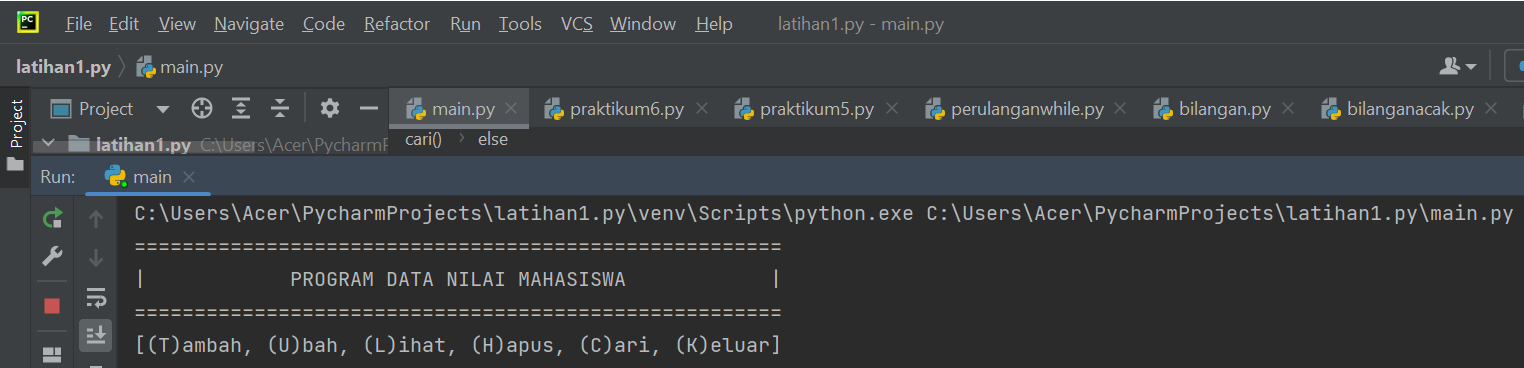 PC File Edit View Navigate Code Refactor Run Tools VCS Window Help latihan1.py - main.py
latihan1.py main.py
Project
Project main.py praktikum6.py praktikum5.py perulanganwhile.py bilangan.py bilanganacak.py
latihan1.py C:\Users\Acer\PycharmP cari() else
Run: main
C:\Users\Acer\PycharmProjects\latihan1.py\venv\Scripts\python.exe C:\Users\Acer\PycharmProjects\latihan1.py\main.py
======================================================
| PROGRAM DATA NILAI MAHASISWA |
======================================================
[(T)ambah, (U)bah, (L)ihat, (H)apus, (C)ari, (K)eluar]